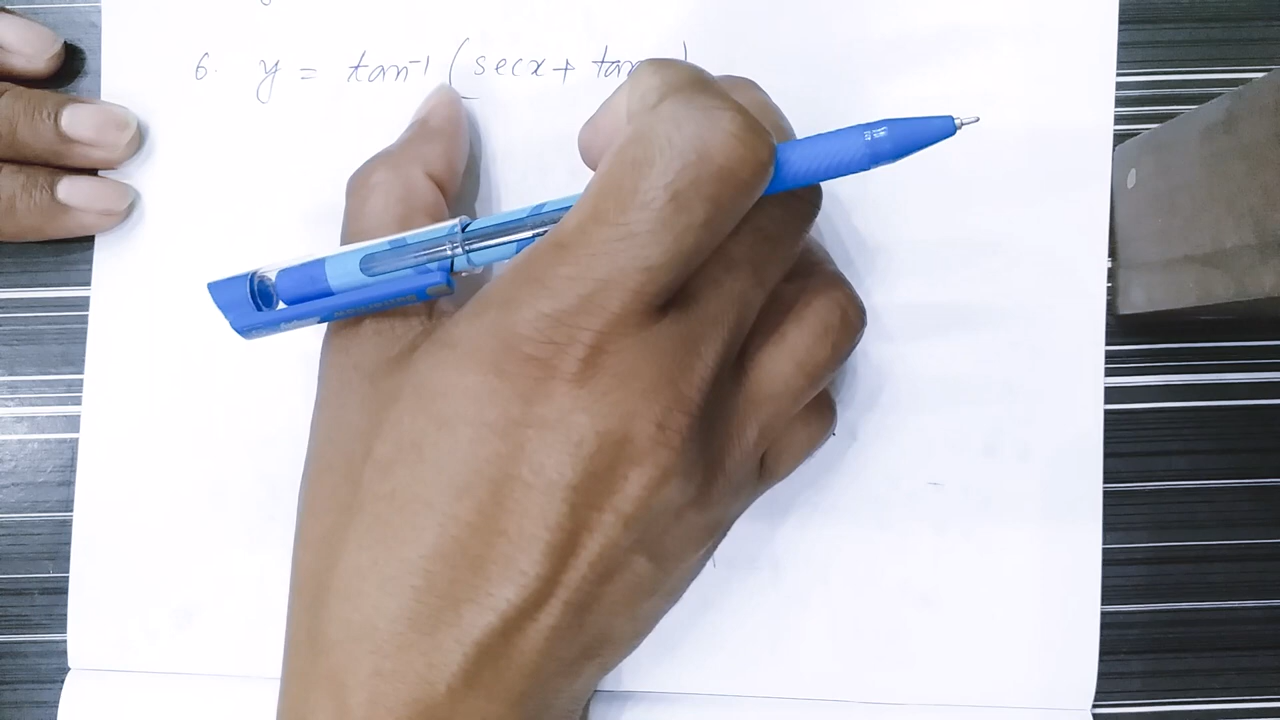 6. y = tan⁻¹ (secx + tan )